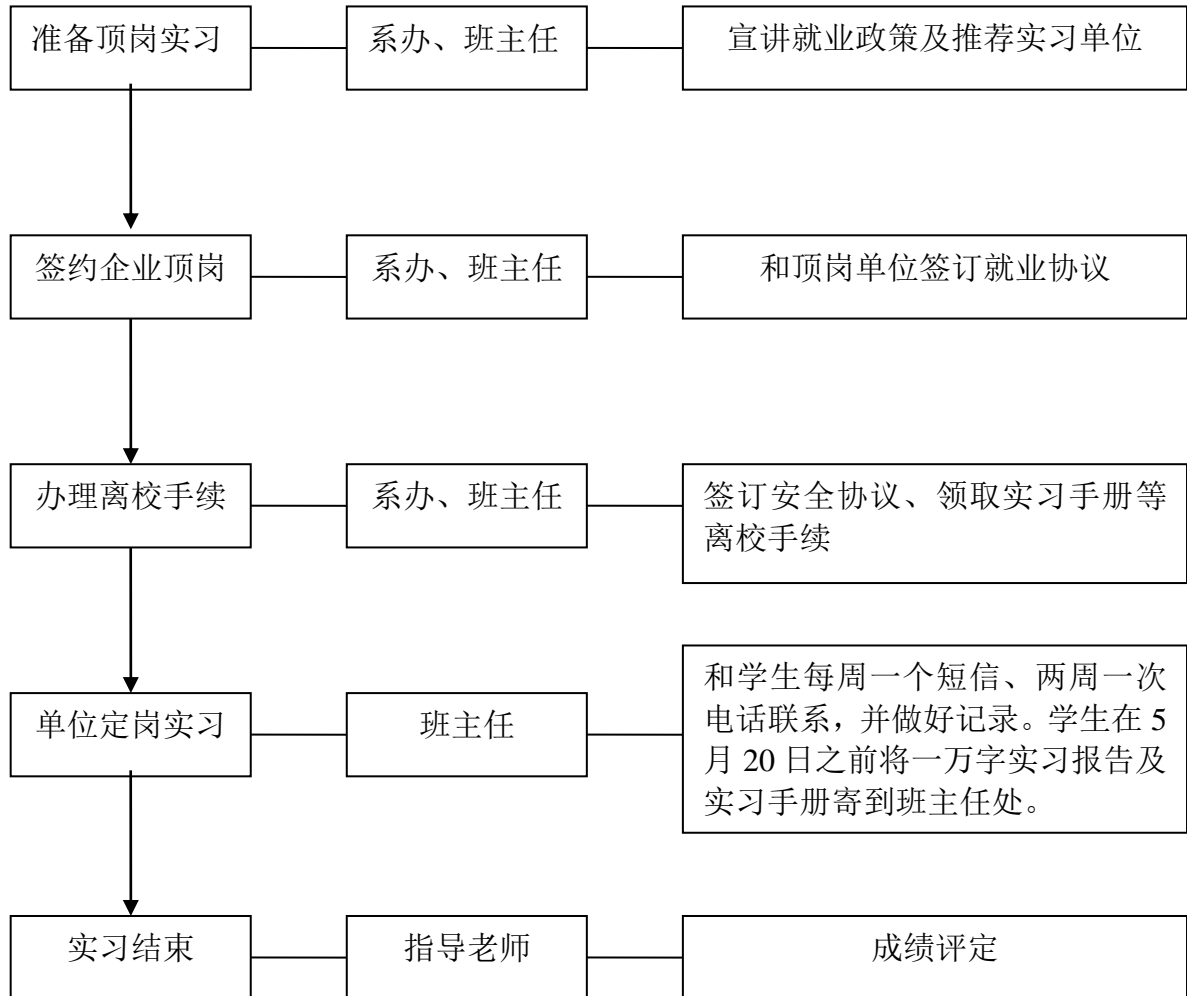 准备顶岗实习 系办、班主任 宣讲就业政策及推荐实习单位
签约企业顶岗 系办、班主任 和顶岗单位签订就业协议
办理离校手续 系办、班主任 签订安全协议、领取实习手册等
离校手续
单位定岗实习 班主任 和学生每周一个短信、两周一次
电话联系，并做好记录。学生在 5
月 20 日之前将一万字实习报告及
实习手册寄到班主任处。
实习结束 指导老师 成绩评定